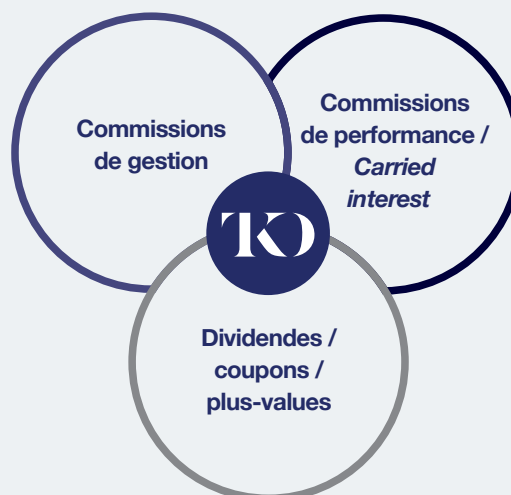 Commissions
de gestion
Commissions
de performance /
Carried
interest
TKO
Dividendes /
coupons /
plus-values